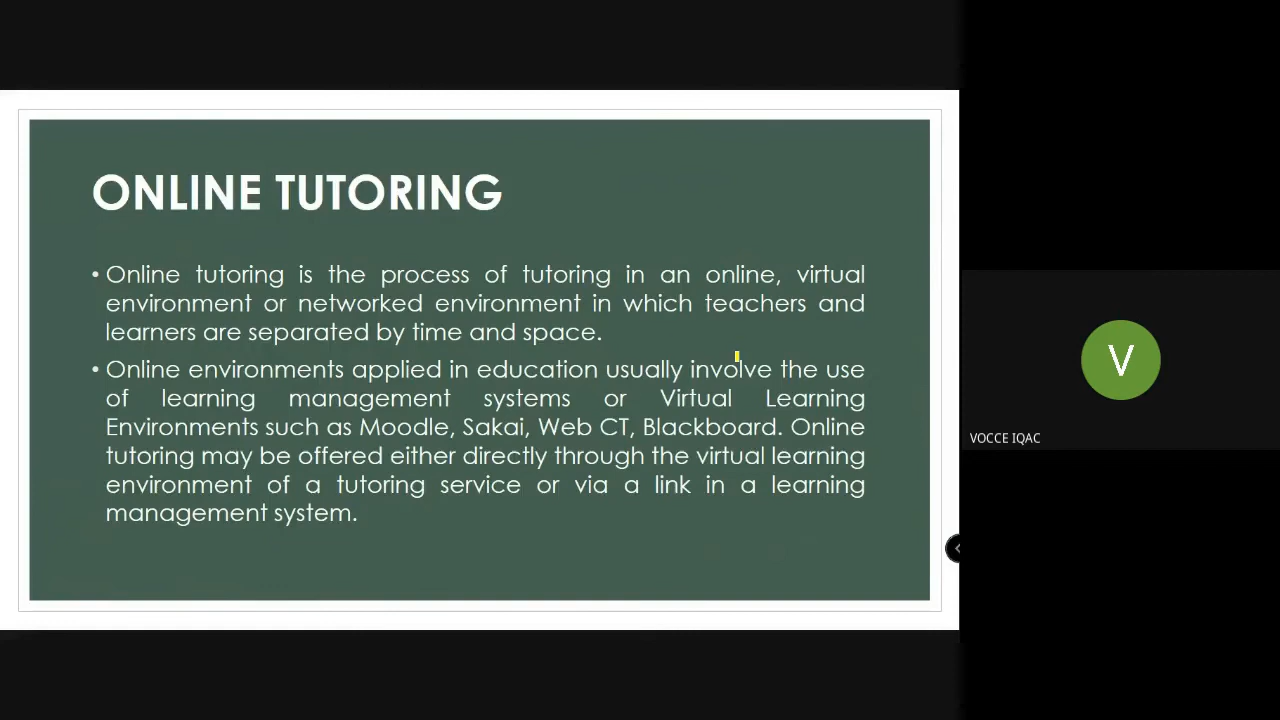 ONLINE TUTORING
• Online tutoring is the process of tutoring in an online, virtual
environment or networked environment in which teachers and
learners are separated by time and space.
• Online environments applied in education usually involve the use
of learning management systems or Virtual Learning
Environments such as Moodle, Sakai, Web CT, Blackboard. Online
tutoring may be offered either directly through the virtual learning
environment of a tutoring service or via a link in a learning
management system.
V
VOCCE IQAC